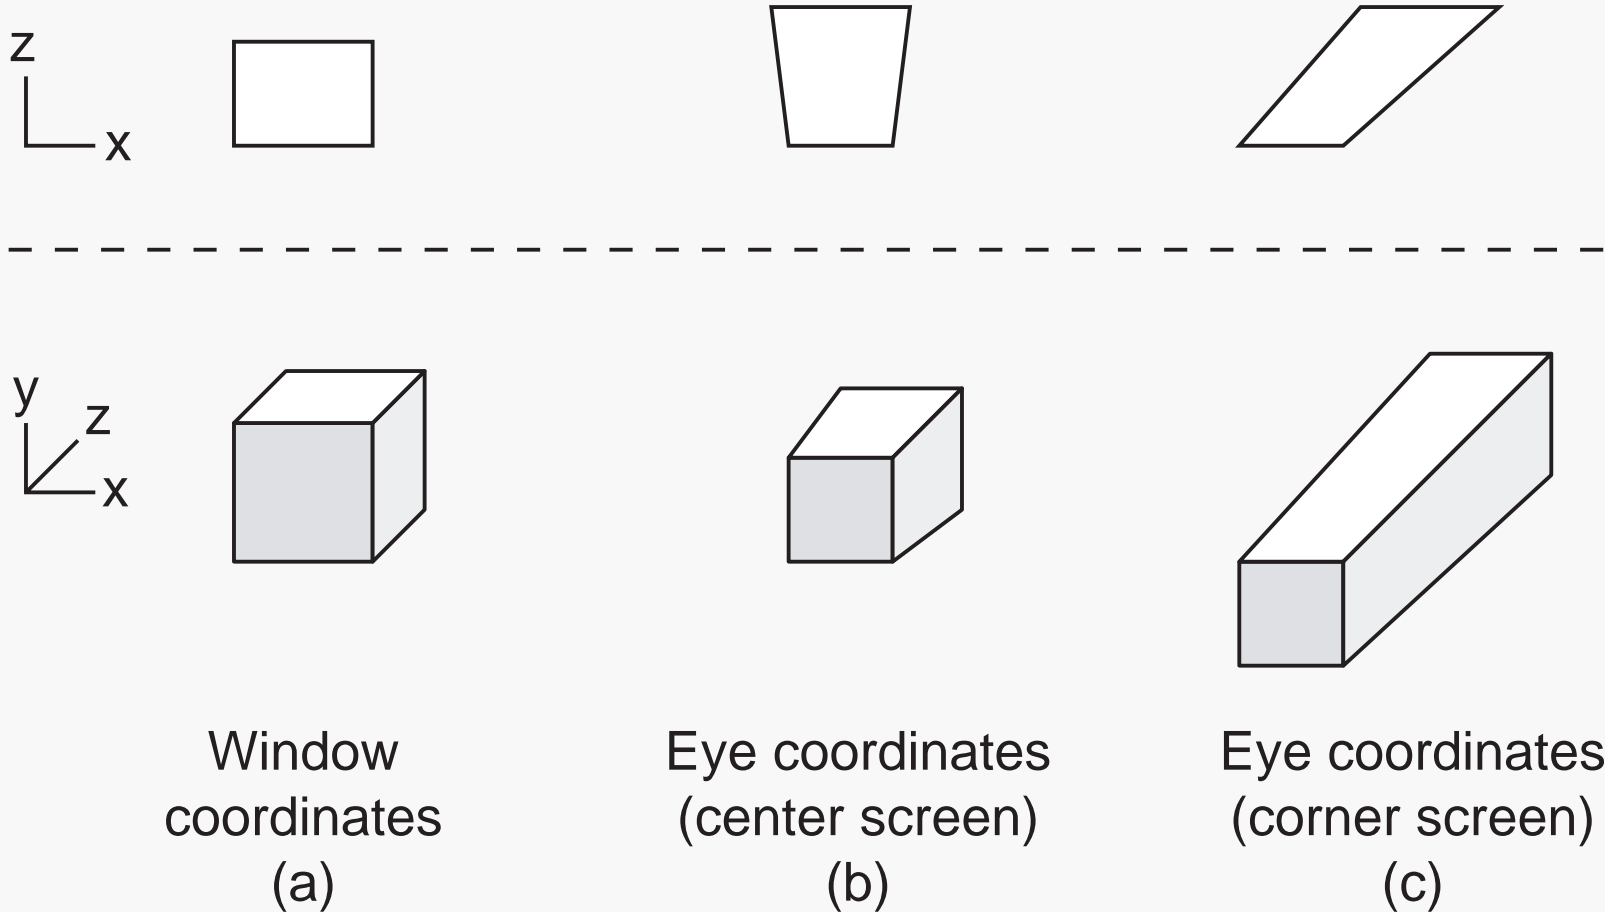 z
x
y
z
x
Window
coordinates
(a)
Eye coordinates
(center screen)
(b)
Eye coordinates
(corner screen)
(c)